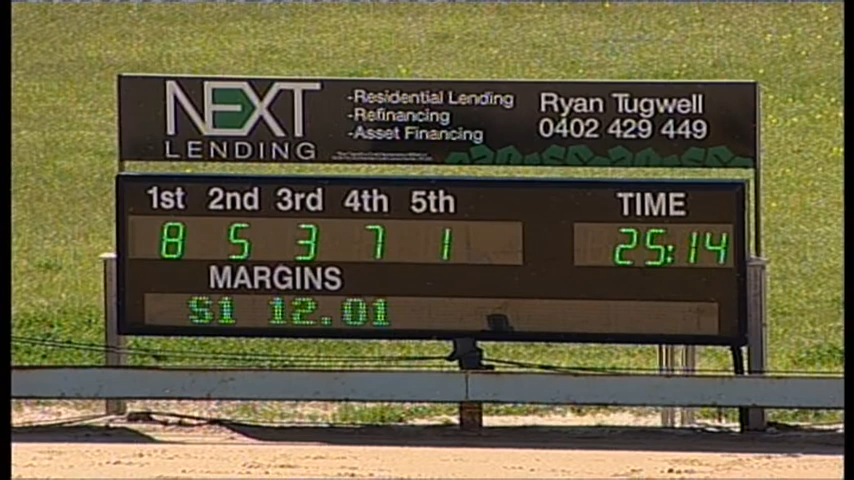 NEXT
LENDING
-Residential Lending
-Refinancing
-Asset Financing
Ryan Tugwell
0402 429 449
1st 2nd 3rd 4th 5th TIME
8 5 3 7 1 25:14
MARGINS
S1 12.01